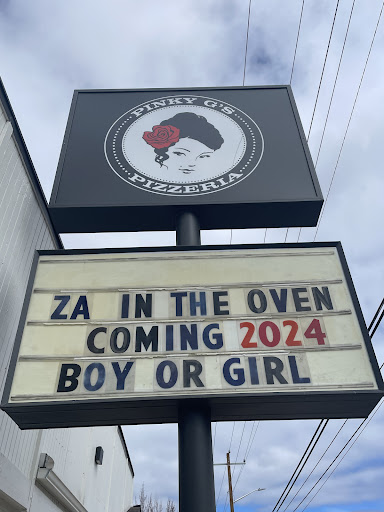 PINKY G'S
PIZZERIA
ZA IN THE OVEN
COMING 2024
BOY OR GIRL